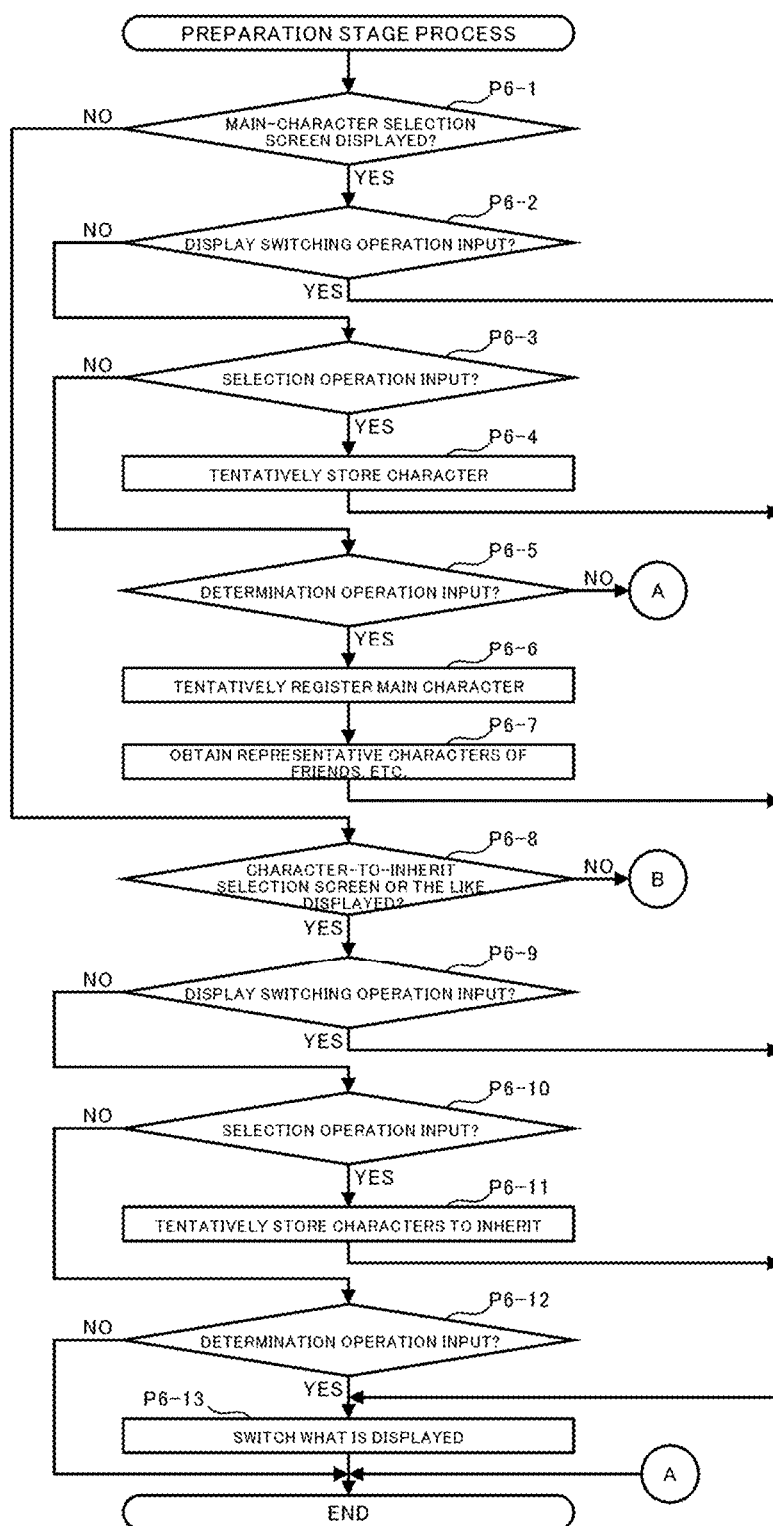 PREPARATION STAGE PROCESS
P6-1
NO
MAIN-CHARACTER SELECTION
SCREEN DISPLAYED?
YES
P6-2
NO
DISPLAY SWITCHING OPERATION INPUT?
YES
P6-3
NO
SELECTION OPERATION INPUT?
YES
P6-4
TENTATIVELY STORE CHARACTER
P6-5
DETERMINATION OPERATION INPUT?
NO
A
YES
P6-6
TENTATIVELY REGISTER MAIN CHARACTER
P6-7
OBTAIN REPRESENTATIVE CHARACTERS OF
FRIENDS, ETC.
P6-8
CHARACTER-TO-INHERIT
SELECTION SCREEN OR THE LIKE
DISPLAYED?
NO
B
YES
P6-9
NO
DISPLAY SWITCHING OPERATION INPUT?
YES
P6-10
NO
SELECTION OPERATION INPUT?
YES
P6-11
TENTATIVELY STORE CHARACTERS TO INHERIT
P6-12
NO
DETERMINATION OPERATION INPUT?
YES
P6-13
SWITCH WHAT IS DISPLAYED
A
END